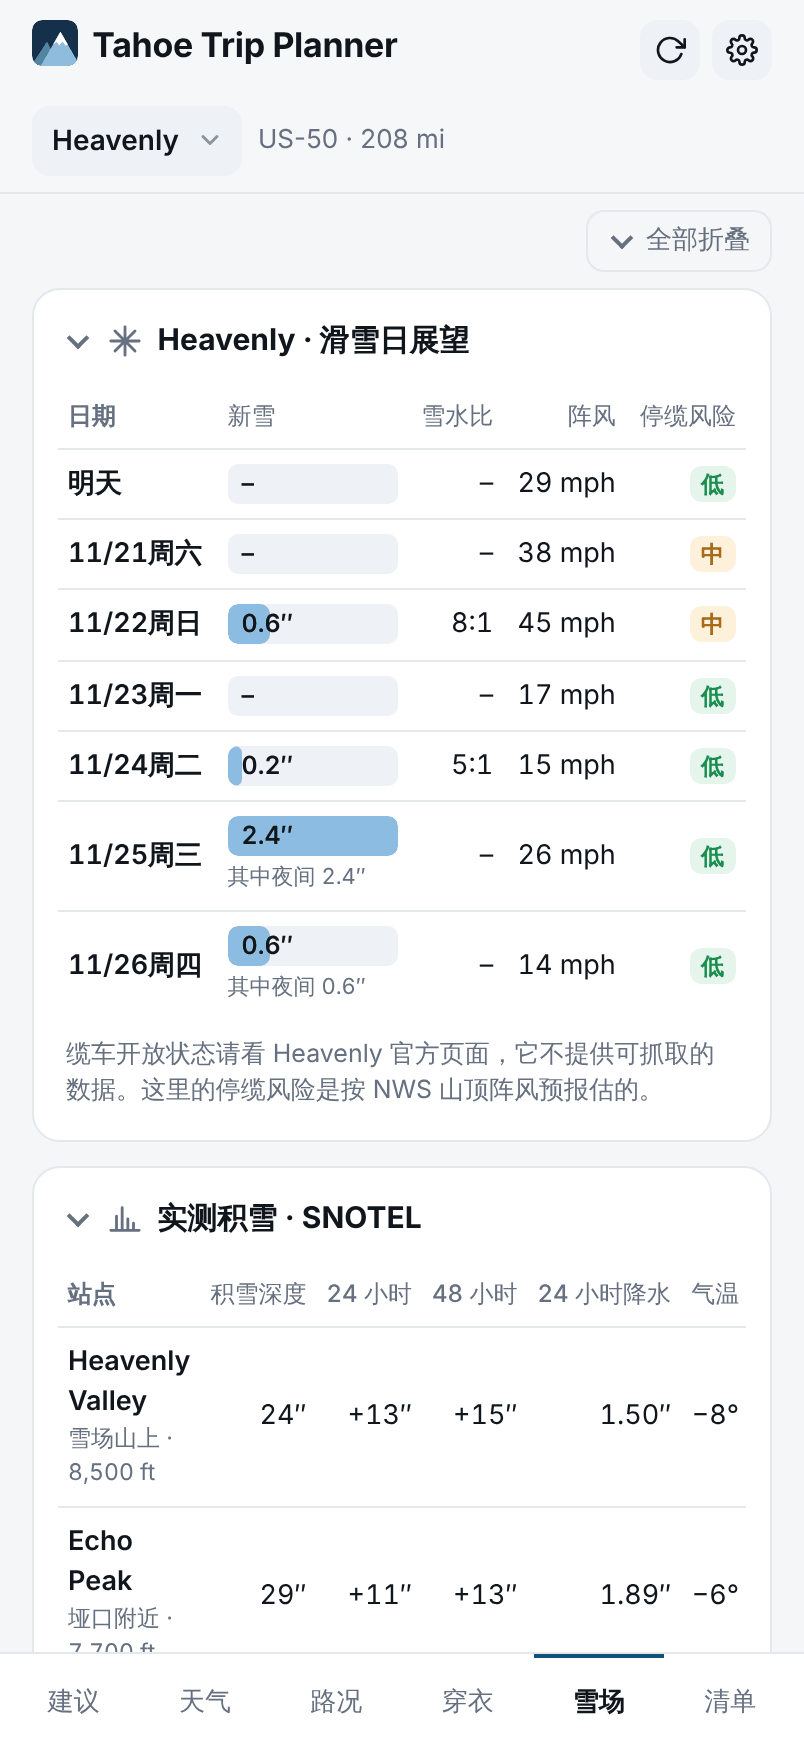 Tahoe Trip Planner
Heavenly US-50 · 208 mi
全部折叠
Heavenly · 滑雪日展望
日期 新雪 雪水比 阵风 停缆风险
明天 – – 29 mph 低
11/21周六 – – 38 mph 中
11/22周日 0.6″ 8:1 45 mph 中
11/23周一 – – 17 mph 低
11/24周二 0.2″ 5:1 15 mph 低
11/25周三 2.4″ – 26 mph 低
其中夜间 2.4″
11/26周四 0.6″ – 14 mph 低
其中夜间 0.6″
缆车开放状态请看 Heavenly 官方页面，它不提供可抓取的
数据。这里的停缆风险是按 NWS 山顶阵风预报估的。
实测积雪 · SNOTEL
站点 积雪深度 24 小时 48 小时 24 小时降水 气温
Heavenly
Valley
雪场山上 ·
8,500 ft
24″ +13″ +15″ 1.50″ −8°
Echo
Peak
垭口附近 ·
7,700 ft
29″ +11″ +13″ 1.89″ −6°
建议 天气 路况 穿衣 雪场 清单